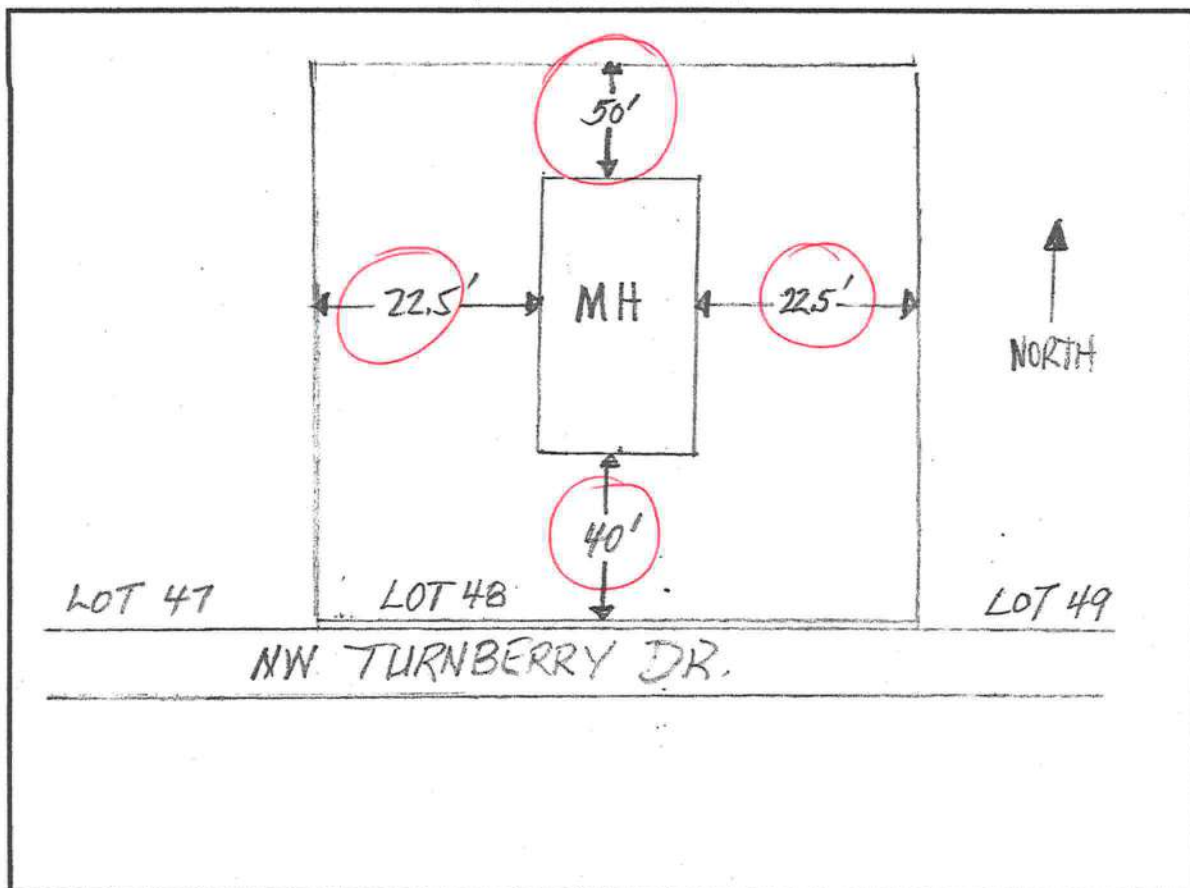 50'
22.5' MH 22.5'
NORTH
40'
LOT 47 LOT 48 LOT 49
NW TURNBERRY DR.